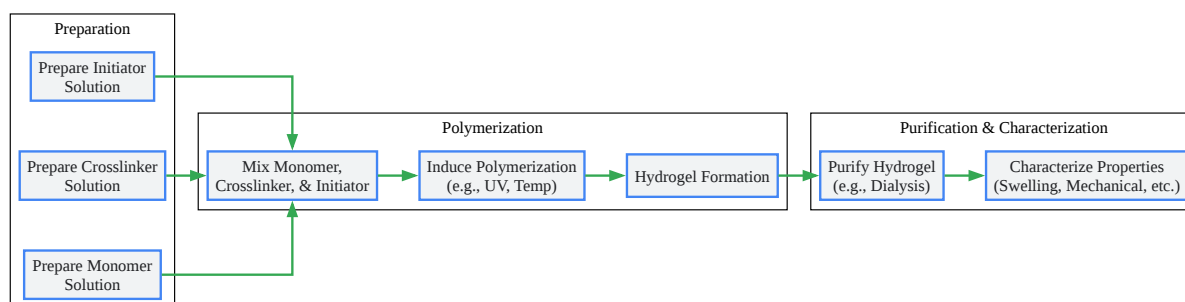 Preparation
Prepare Initiator
Solution
Prepare Crosslinker
Solution
Prepare Monomer
Solution
Polymerization
Mix Monomer,
Crosslinker, & Initiator
Induce Polymerization
(e.g., UV, Temp)
Hydrogel Formation
Purification & Characterization
Purify Hydrogel
(e.g., Dialysis)
Characterize Properties
(Swelling, Mechanical, etc.)